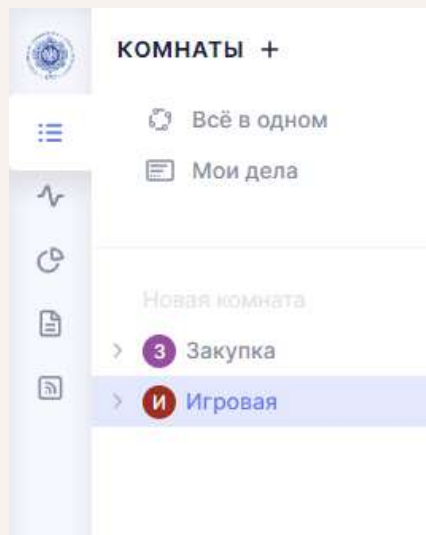 КОМНАТЫ +
Всё в одном
Мои дела
Новая комната
З Закупка
И Игровая